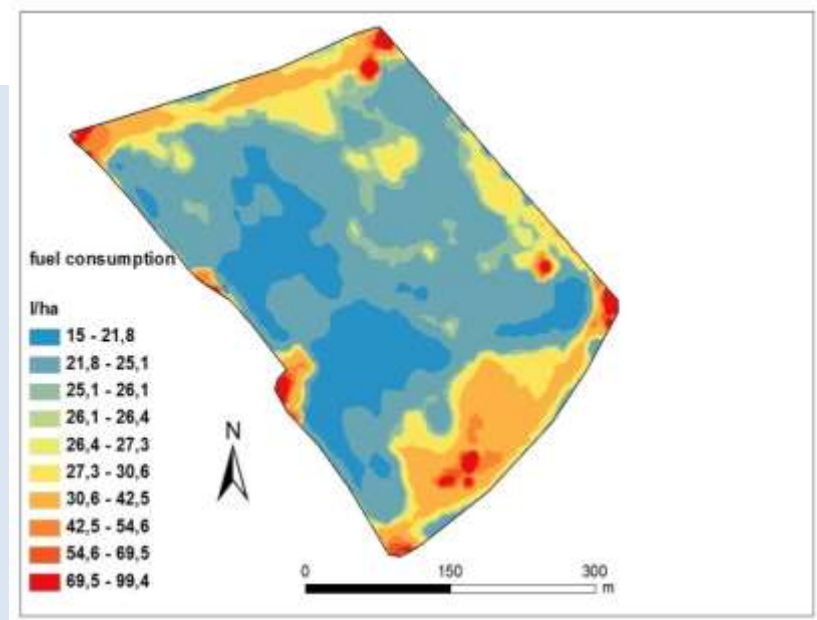 fuel consumption
l/ha
15 - 21,8
21,8 - 25,1
25,1 - 26,1
26,1 - 26,4
26,4 - 27,3
27,3 - 30,6
30,6 - 42,5
42,5 - 54,6
54,6 - 69,5
69,5 - 99,4
N
0 150 300
m